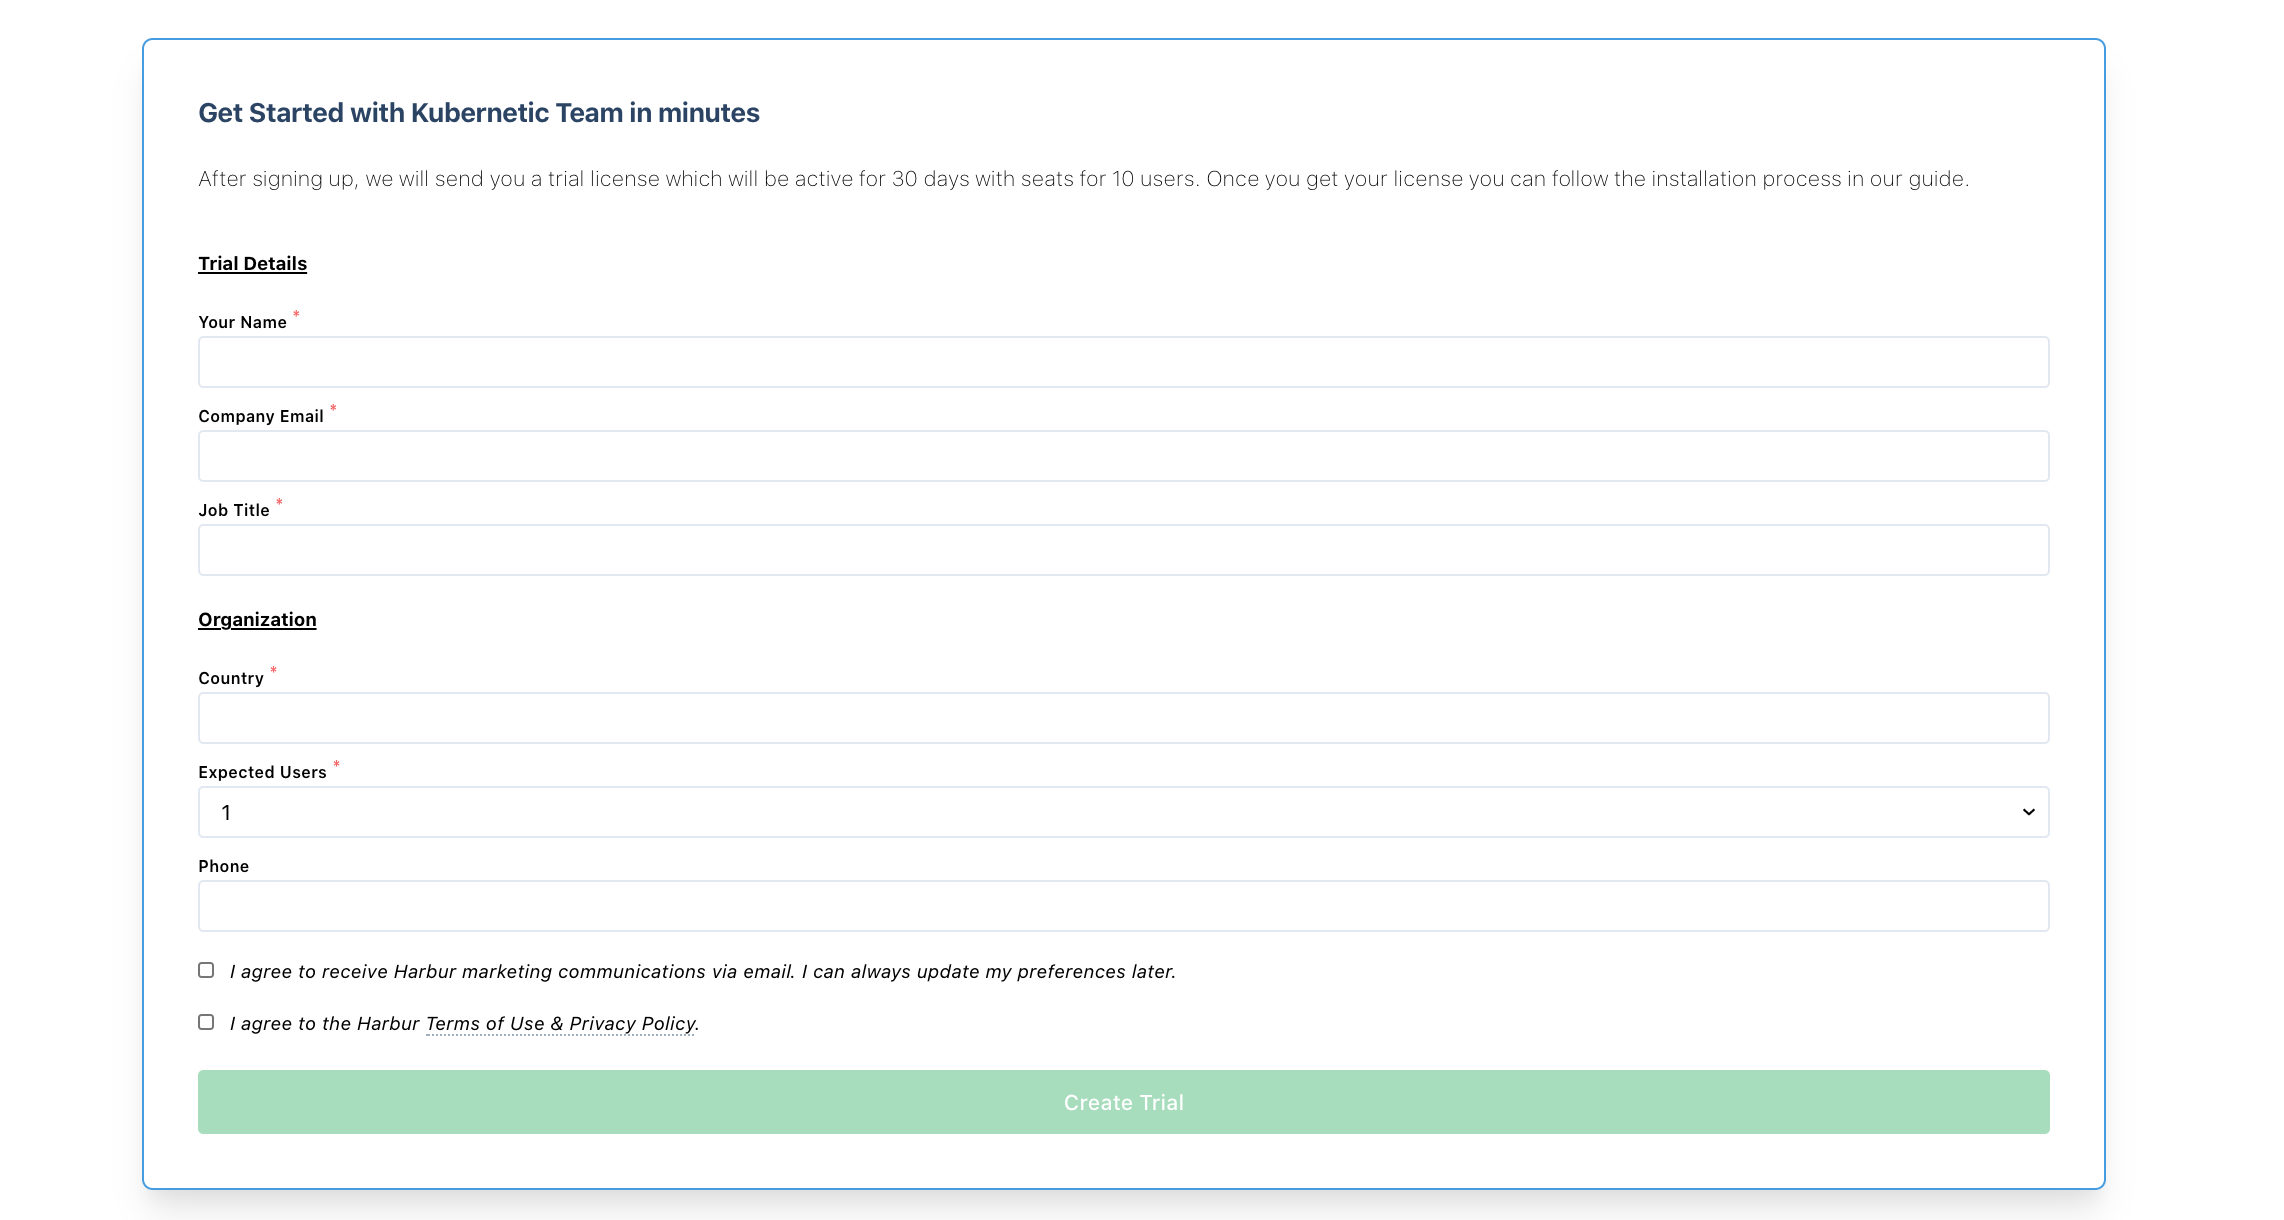 Get Started with Kubernetic Team in minutes
After signing up, we will send you a trial license which will be active for 30 days with seats for 10 users. Once you get your license you can follow the installation process in our guide.
Trial Details
Your Name *
Company Email *
Job Title *
Organization
Country *
Expected Users *
1
Phone
I agree to receive Harbur marketing communications via email. I can always update my preferences later.
I agree to the Harbur Terms of Use & Privacy Policy.
Create Trial